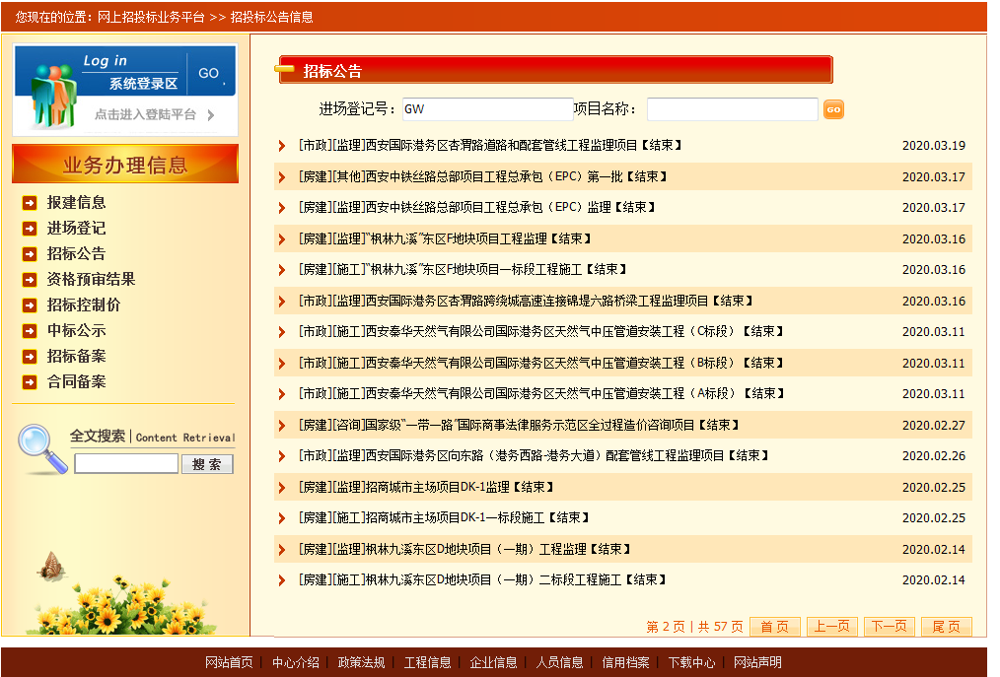 您现在的位置：网上招投标业务平台 >> 招投标公告信息
Log in
系统登录区
GO
点击进入登陆平台
业务办理信息
报建信息
进场登记
招标公告
资格预审结果
招标控制价
中标公示
招标备案
合同备案
全文搜索 | Content Retrieval
搜 索
招标公告
进场登记号： GW 项目名称： GO
[市政][监理]西安国际港务区杏渭路道路和配套管线工程监理项目【结束】 2020.03.19
[房建][其他]西安中铁丝路总部项目工程总承包（EPC）第一批【结束】 2020.03.17
[房建][监理]西安中铁丝路总部项目工程总承包（EPC）监理【结束】 2020.03.17
[房建][监理]“枫林九溪”东区F地块项目工程监理【结束】 2020.03.16
[房建][施工]“枫林九溪”东区F地块项目一标段工程施工【结束】 2020.03.16
[市政][监理]西安国际港务区杏渭路跨绕城高速连接锦堤六路桥梁工程监理项目【结束】 2020.03.16
[市政][施工]西安秦华天然气有限公司国际港务区天然气中压管道安装工程（C标段）【结束】 2020.03.11
[市政][施工]西安秦华天然气有限公司国际港务区天然气中压管道安装工程（B标段）【结束】 2020.03.11
[市政][施工]西安秦华天然气有限公司国际港务区天然气中压管道安装工程（A标段）【结束】 2020.03.11
[房建][咨询]国家级“一带一路”国际商事法律服务示范区全过程造价咨询项目【结束】 2020.02.27
[市政][监理]西安国际港务区向东路（港务西路-港务大道）配套管线工程监理项目【结束】 2020.02.26
[房建][监理]招商城市主场项目DK-1监理【结束】 2020.02.25
[房建][施工]招商城市主场项目DK-1一标段施工【结束】 2020.02.25
[房建][监理]枫林九溪东区D地块项目（一期）工程监理【结束】 2020.02.14
[房建][施工]枫林九溪东区D地块项目（一期）二标段工程施工【结束】 2020.02.14
第 2 页 | 共 57 页 首 页 上一页 下一页 尾 页
网站首页 | 中心介绍 | 政策法规 | 工程信息 | 企业信息 | 人员信息 | 信用档案 | 下载中心 | 网站声明